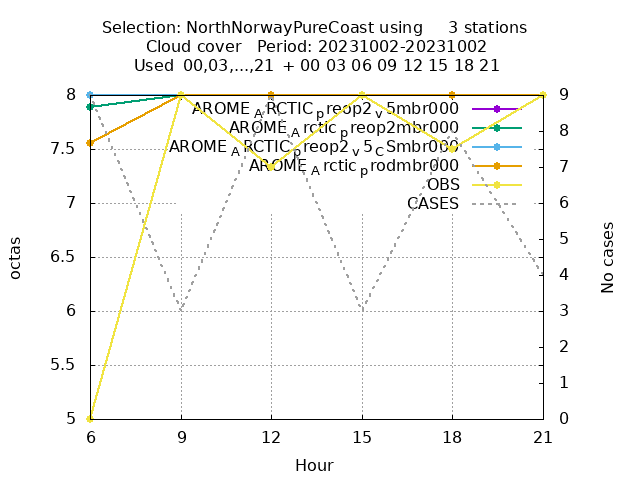 Selection: NorthNorwayPureCoast using 3 stations
Cloud cover Period: 20231002-20231002
Used 00,03,...,21 + 00 03 06 09 12 15 18 21
AROME_ARCTIC_preop2_v5mbr000
AROME_Arctic_preop2mbr000
AROME_ARCTIC_preop2_v5_CSmbr000
AROME_Arctic_prodmbr000
OBS
CASES
8
7.5
7
6.5
6
5.5
5
octas
9
8
7
6
5
4
3
2
1
0
No cases
6 9 12 15 18 21
Hour